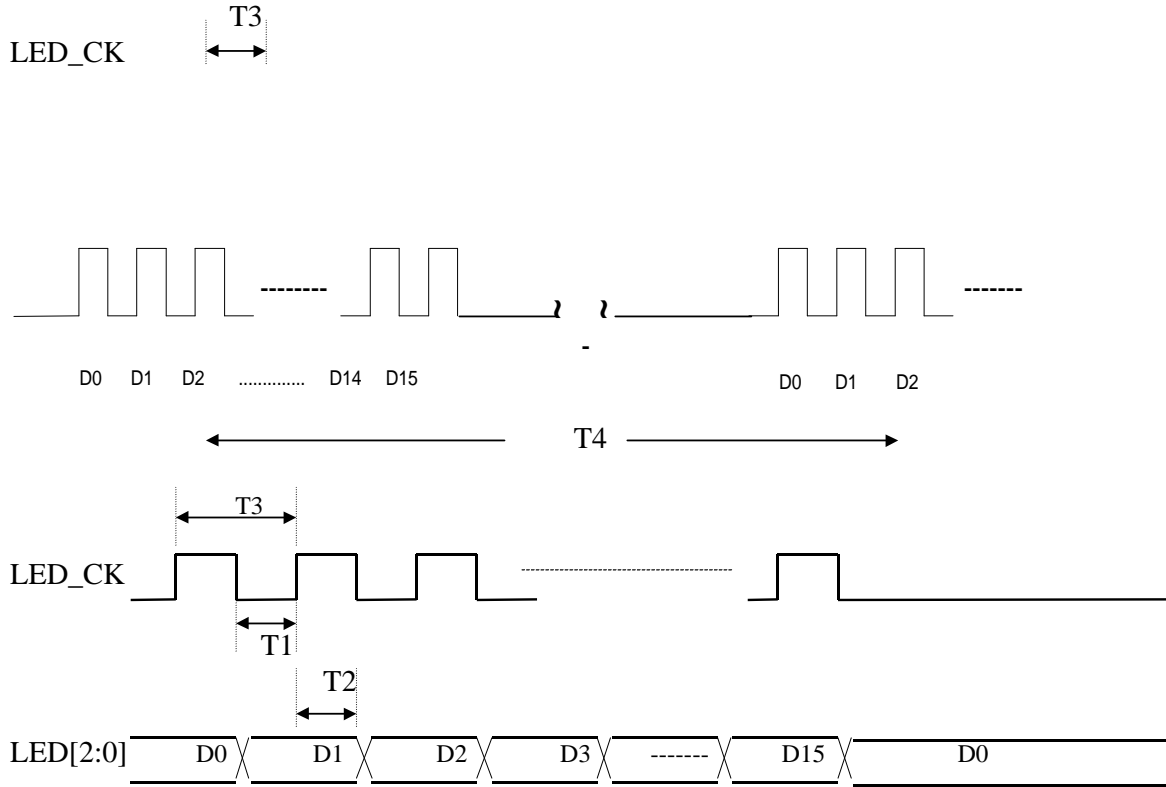 T3
LED_CK
--------
-------
-
D0 D1 D2 .............. D14 D15 D0 D1 D2
T4
T3
LED_CK
T1
T2
LED[2:0] D0 D1 D2 D3 ------- D15 D0